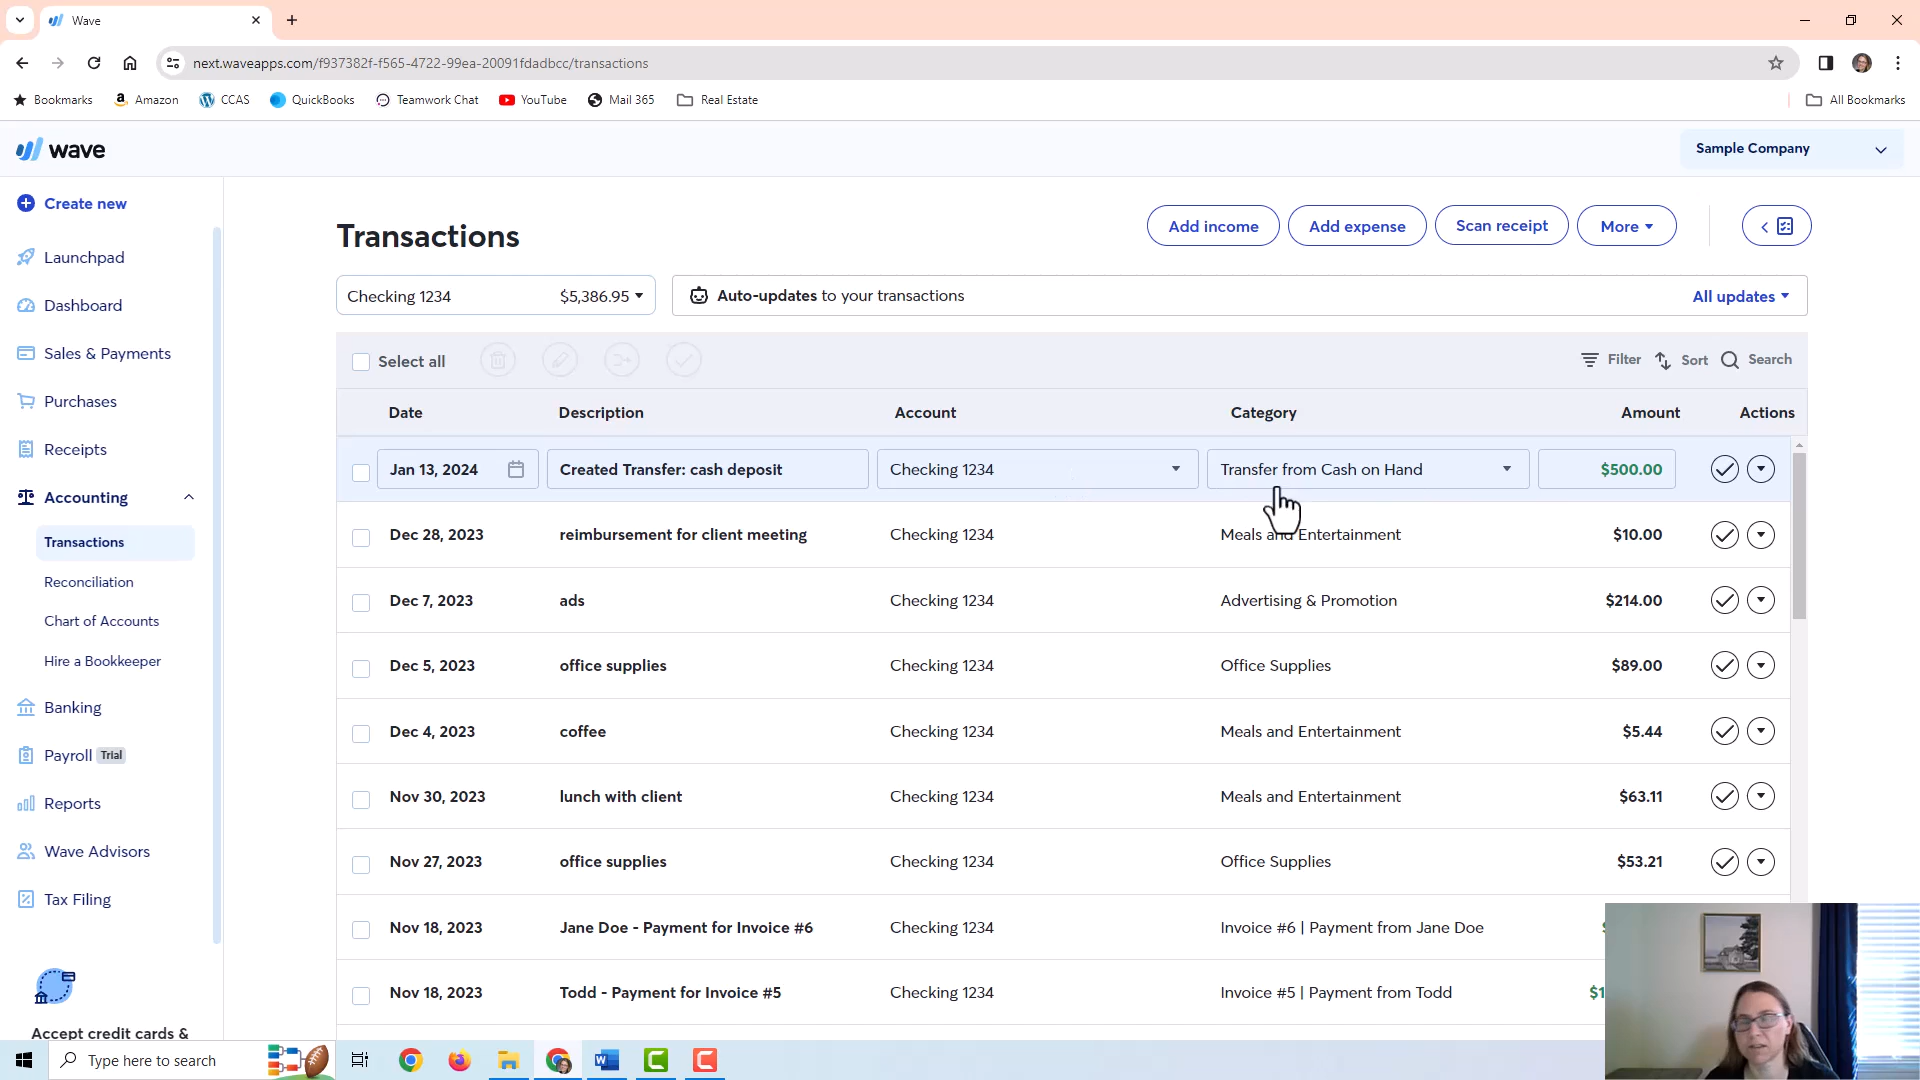 Wave
next.waveapps.com/f937382f-f565-4722-99ea-20091fdadbcc/transactions
Bookmarks Amazon CCAS QuickBooks Teamwork Chat YouTube Mail 365 Real Estate All Bookmarks
wave
Sample Company
Create new
Launchpad
Dashboard
Sales & Payments
Purchases
Receipts
Accounting
Transactions
Reconciliation
Chart of Accounts
Hire a Bookkeeper
Banking
Payroll Trial
Reports
Wave Advisors
Tax Filing
Accept credit cards &
Transactions
Add income Add expense Scan receipt More
Checking 1234 $5,386.95
Auto-updates to your transactions All updates
Select all Filter Sort Search
Date Description Account Category Amount Actions
Jan 13, 2024 Created Transfer: cash deposit Checking 1234 Transfer from Cash on Hand $500.00
Dec 28, 2023 reimbursement for client meeting Checking 1234 Meals and Entertainment $10.00
Dec 7, 2023 ads Checking 1234 Advertising & Promotion $214.00
Dec 5, 2023 office supplies Checking 1234 Office Supplies $89.00
Dec 4, 2023 coffee Checking 1234 Meals and Entertainment $5.44
Nov 30, 2023 lunch with client Checking 1234 Meals and Entertainment $63.11
Nov 27, 2023 office supplies Checking 1234 Office Supplies $53.21
Nov 18, 2023 Jane Doe - Payment for Invoice #6 Checking 1234 Invoice #6 | Payment from Jane Doe
Nov 18, 2023 Todd - Payment for Invoice #5 Checking 1234 Invoice #5 | Payment from Todd
Type here to search